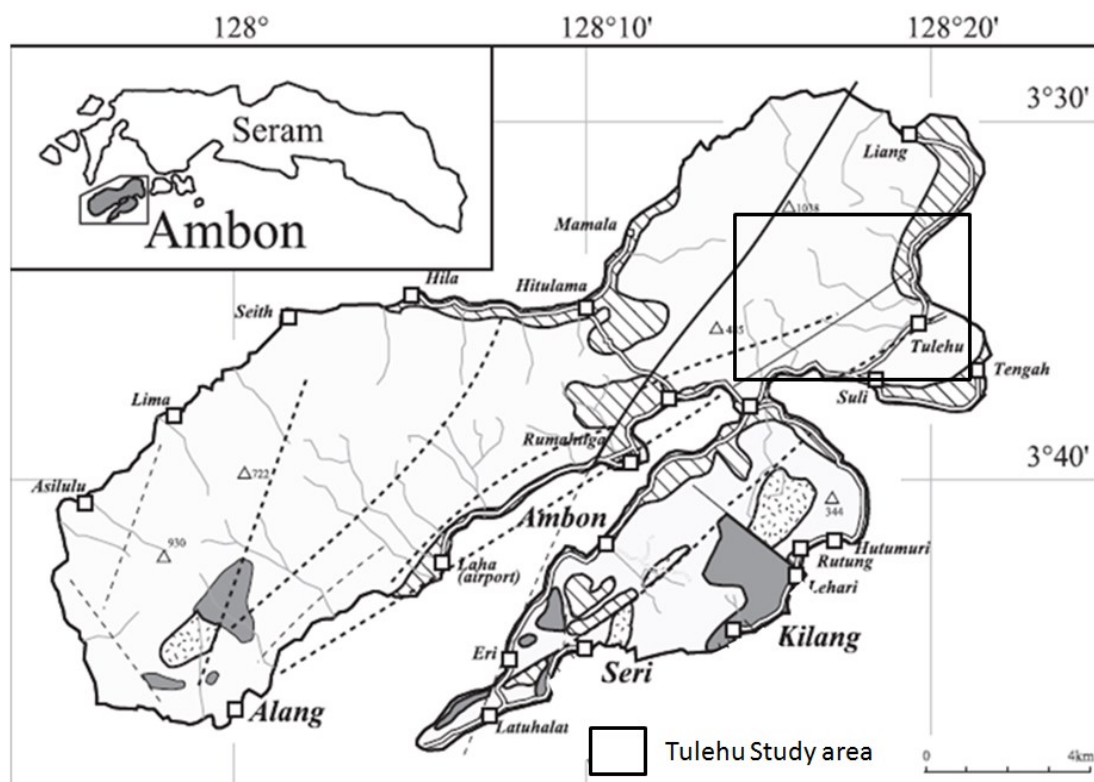 128°
128°10'
128°20'
3°30'
3°40'
Seram
Ambon
Liang
1038
Mamala
Hila
Hitulama
Seith
Tulehu
Tengah
Suli
Lima
Rumahtiga
722
Asilulu
930
Ambon
344
Hutumuri
Rutung
Lehari
Laha
(airport)
Kilang
Eri
Seri
Alang
Latuhalat
Tulehu Study area
0
4km